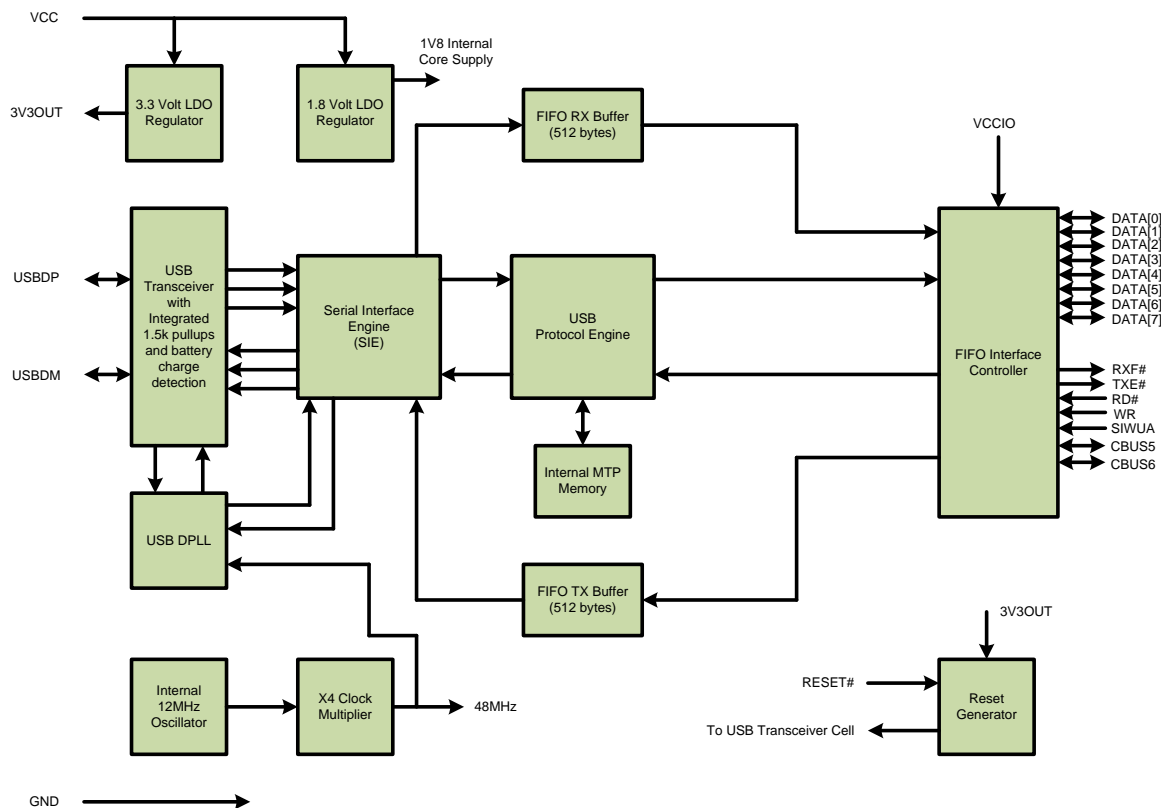 VCC
1V8 Internal
Core Supply
3V3OUT
3.3 Volt LDO
Regulator
1.8 Volt LDO
Regulator
FIFO RX Buffer
(512 bytes)
VCCIO
USBDP
USBDM
USB
Transceiver
with
Integrated
1.5k pullups
and battery
charge
detection
Serial Interface
Engine
(SIE)
USB
Protocol Engine
FIFO Interface
Controller
DATA[0]
DATA[1]
DATA[2]
DATA[3]
DATA[4]
DATA[5]
DATA[6]
DATA[7]
RXF#
TXE#
RD#
WR
SIWUA
CBUS5
CBUS6
Internal MTP
Memory
USB DPLL
FIFO TX Buffer
(512 bytes)
Internal
12MHz
Oscillator
X4 Clock
Multiplier
48MHz
3V3OUT
RESET#
Reset
Generator
To USB Transceiver Cell
GND